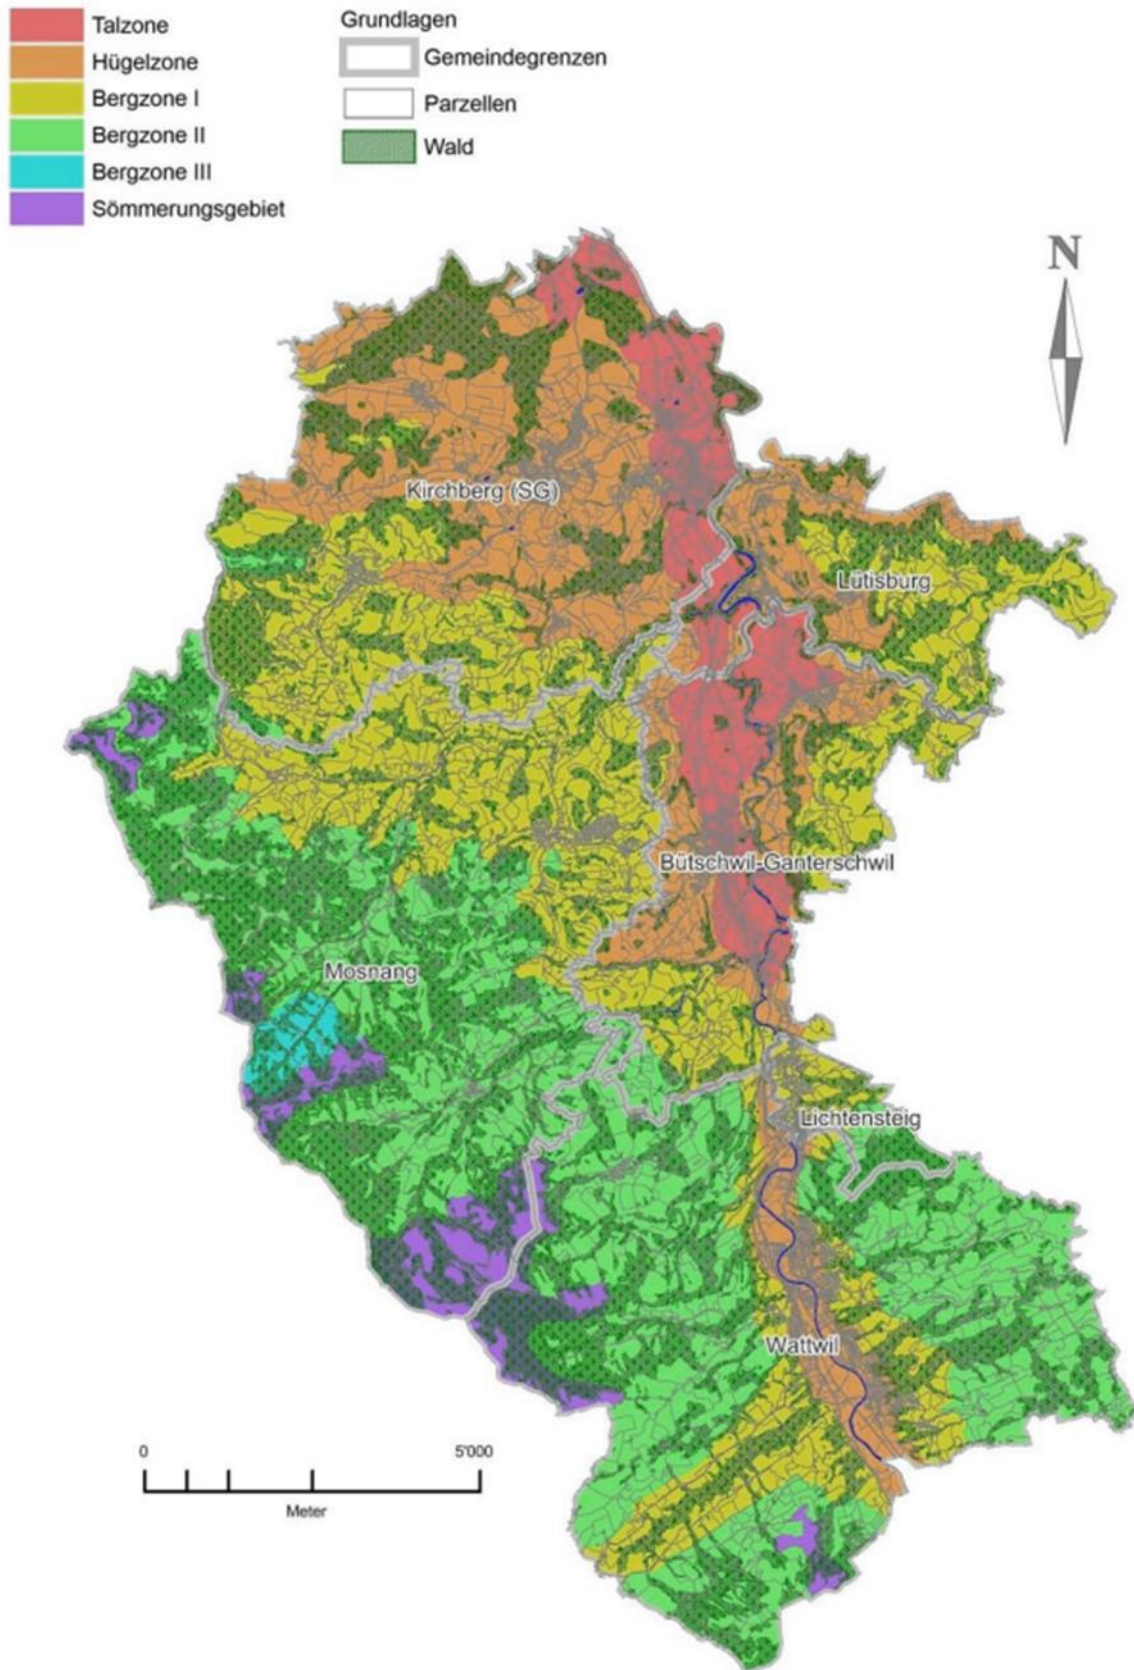 Talzone
Hügelzone
Bergzone I
Bergzone II
Bergzone III
Sömmerungsgebiet
Grundlagen
Gemeindegrenzen
Parzellen
Wald
N
Kirchberg (SG)
Lütisburg
Bütschwil-Ganterschwil
Mosnang
Lichtensteig
Wattwil
0 5'000
Meter